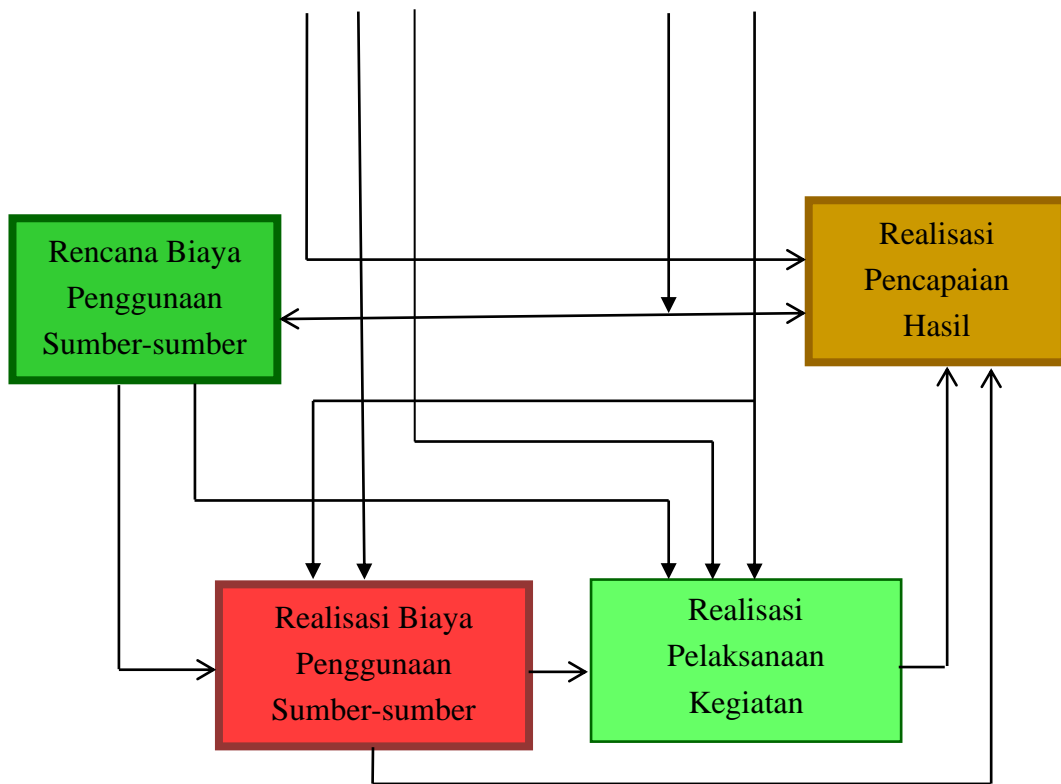 Rencana Biaya
Penggunaan
Sumber-sumber
Realisasi
Pencapaian
Hasil
Realisasi Biaya
Penggunaan
Sumber-sumber
Realisasi
Pelaksanaan
Kegiatan